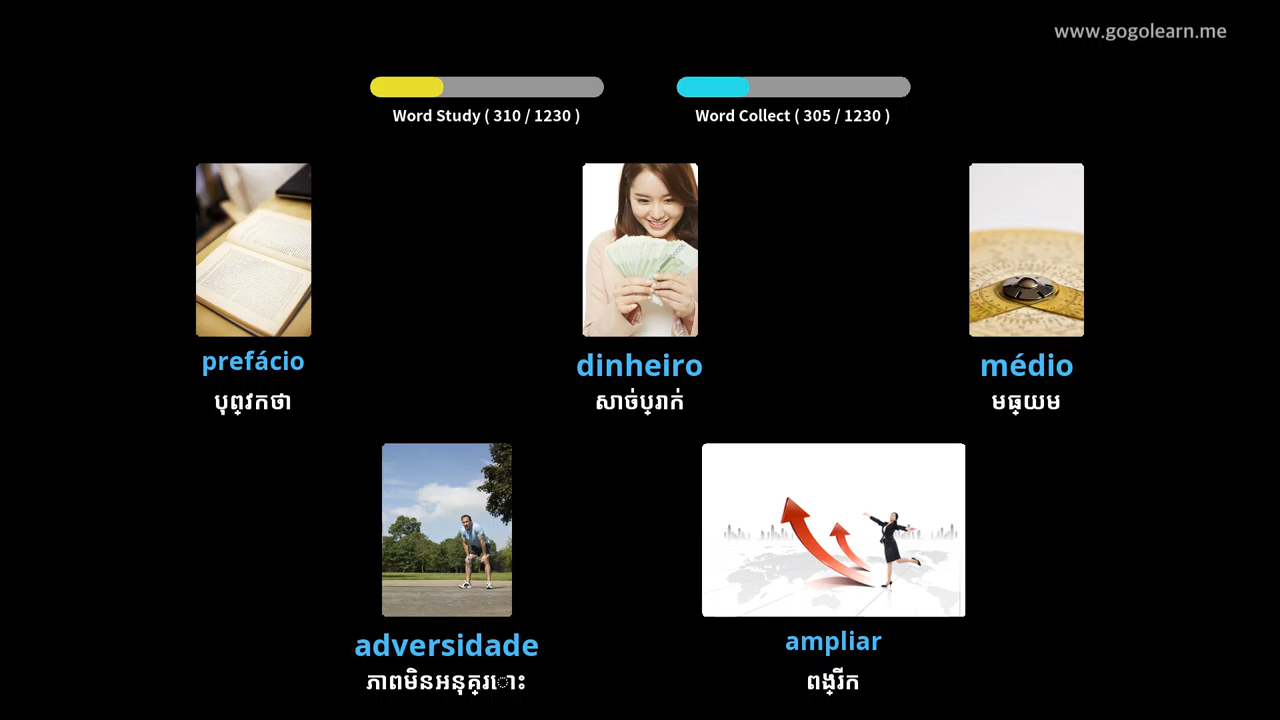 www.gogolearn.me
Word Study ( 310 / 1230 )
Word Collect ( 305 / 1230 )
prefácio
បុព្វកថា
dinheiro
សាច់ប្រាក់
médio
មធ្យម
adversidade
ភាពមិនអនុគ្រោះ
ampliar
ពង្រីក